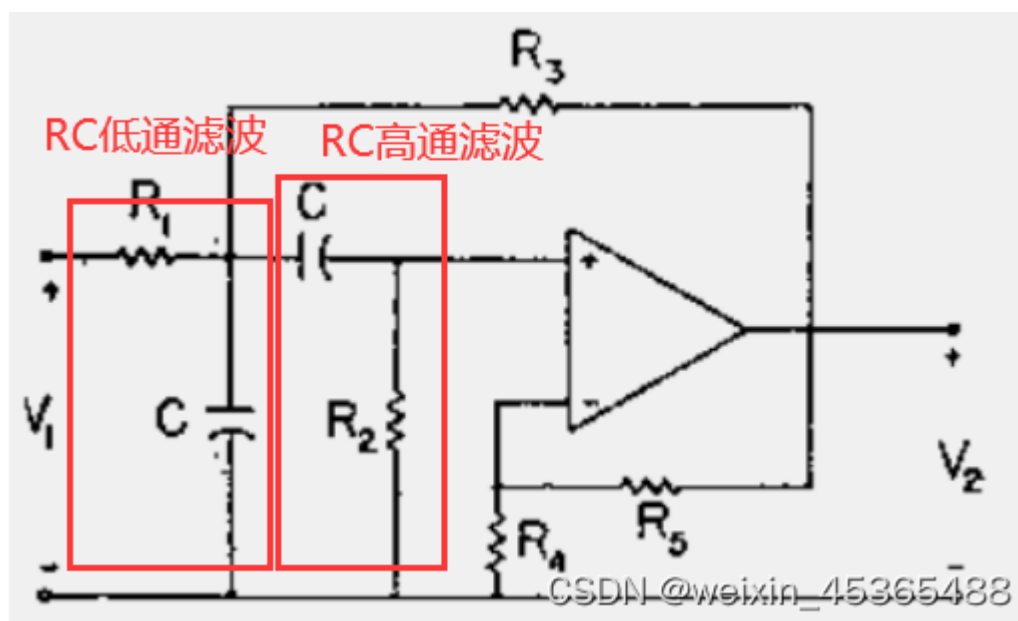 R3
RC低通滤波
RC高通滤波
R1
C
+
+
+
V1
C
R2
-
V2
R5
R4
-
-
CSDN @weixin_45365488